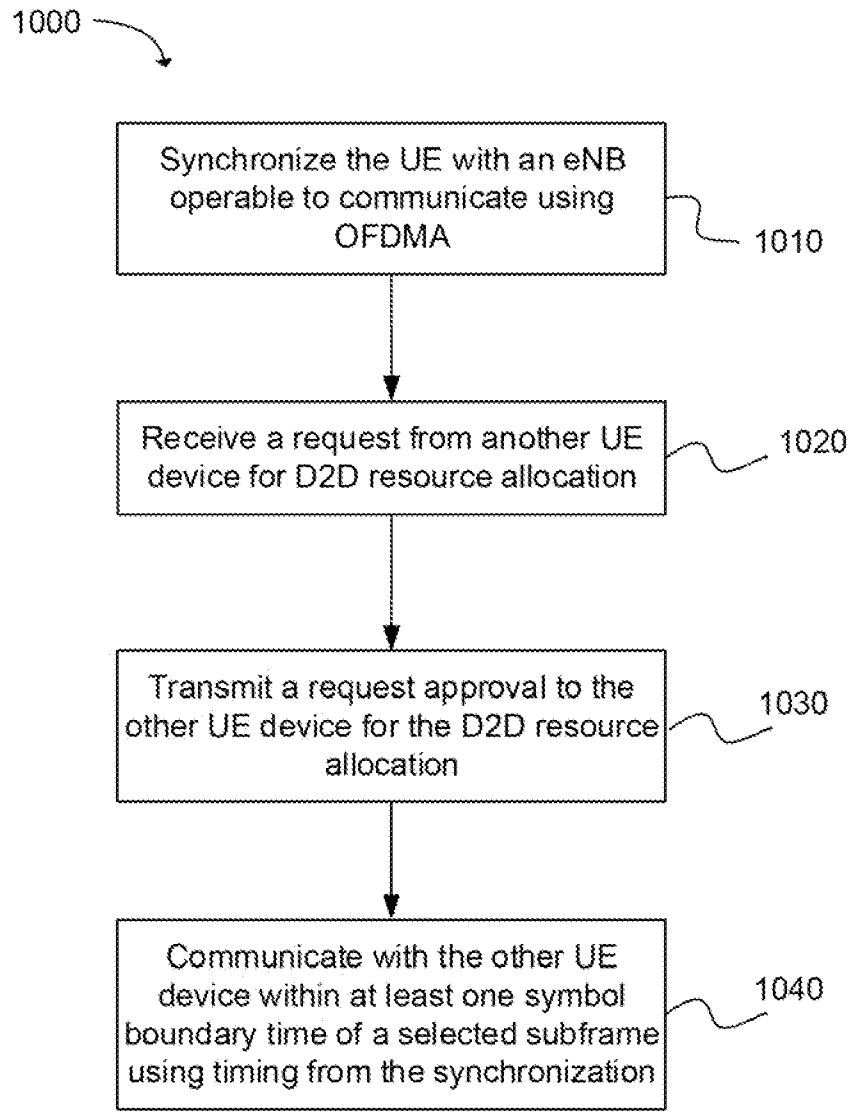 1000
Synchronize the UE with an eNB
operable to communicate using
OFDMA
1010
Receive a request from another UE
device for D2D resource allocation
1020
Transmit a request approval to the
other UE device for the D2D resource
allocation
1030
Communicate with the other UE
device within at least one symbol
boundary time of a selected subframe
using timing from the synchronization
1040